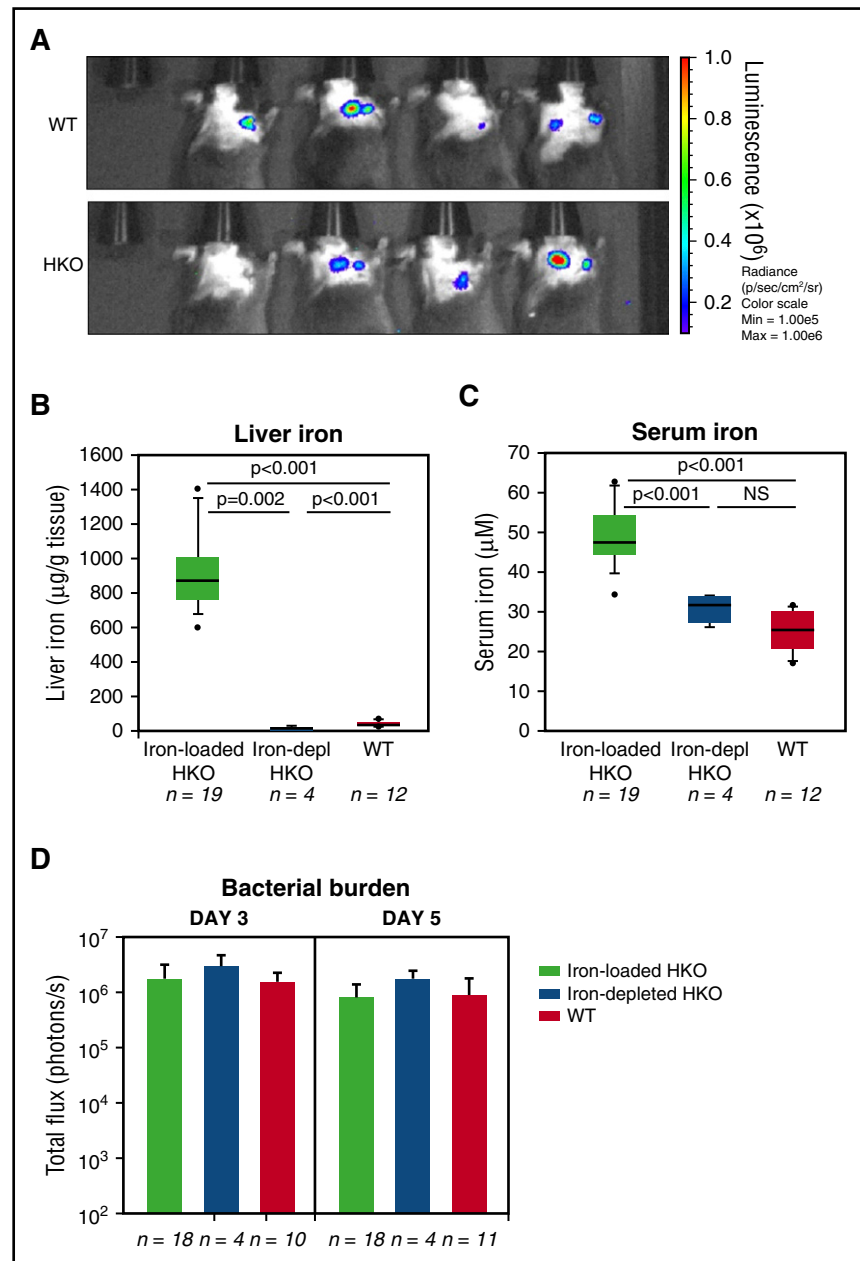 A
WT
HKO
1.0
0.8
0.6
0.4
0.2
Luminescence (x10⁶)
Radiance
(p/sec/cm²/sr)
Color scale
Min = 1.00e5
Max = 1.00e6
B
Liver iron
Liver iron (µg/g tissue)
1600
1400
1200
1000
800
600
400
200
0
p<0.001
p=0.002
p<0.001
Iron-loaded
HKO
n = 19
Iron-depl
HKO
n = 4
WT
n = 12
C
Serum iron
Serum iron (µM)
70
60
50
40
30
20
10
0
p<0.001
p<0.001
NS
Iron-loaded
HKO
n = 19
Iron-depl
HKO
n = 4
WT
n = 12
D
Bacterial burden
DAY 3
DAY 5
Total flux (photons/s)
10⁷
10⁶
10⁵
10⁴
10³
10²
n = 18 n = 4 n = 10
n = 18 n = 4 n = 11
Iron-loaded HKO
Iron-depleted HKO
WT